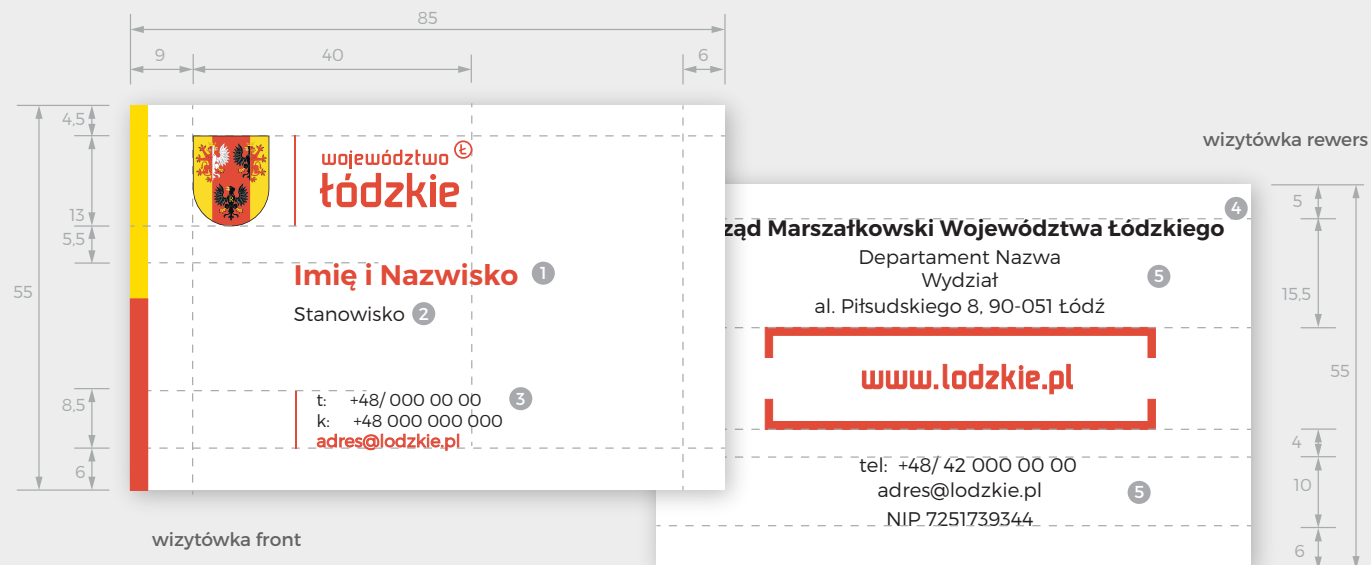 85
9
40
6
4,5
13
5,5
55
8,5
6
województwo Ł
łódzkie
Imię i Nazwisko 1
Stanowisko 2
t: +48/ 000 00 00 3
k: +48 000 000 000
adres@lodzkie.pl
wizytówka front
wizytówka rewers
4
ząd Marszałkowski Województwa Łódzkiego
Departament Nazwa
Wydział
al. Piłsudskiego 8, 90-051 Łódź
5
www.lodzkie.pl
tel: +48/ 42 000 00 00
adres@lodzkie.pl
5
NIP 7251739344
5
15,5
55
4
10
6